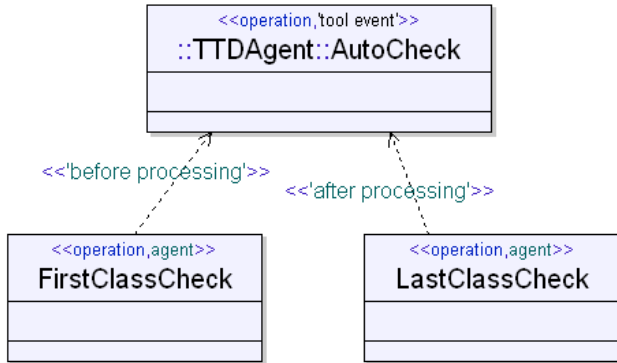 <<operation,'tool event'>>
::TTDAgent::AutoCheck
<<'before processing'>>
<<'after processing'>>
<<operation,agent>>
FirstClassCheck
<<operation,agent>>
LastClassCheck